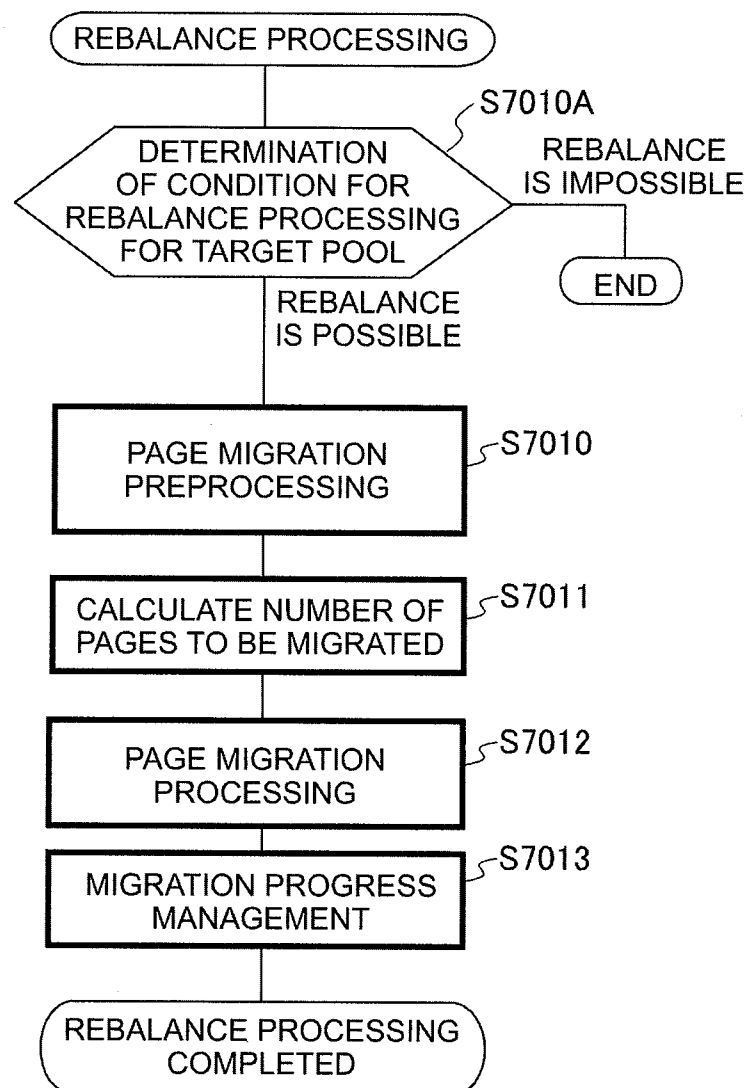 REBALANCE PROCESSING
S7010A
DETERMINATION
OF CONDITION FOR
REBALANCE PROCESSING
FOR TARGET POOL
REBALANCE
IS IMPOSSIBLE
END
REBALANCE
IS POSSIBLE
PAGE MIGRATION
PREPROCESSING
S7010
CALCULATE NUMBER OF
PAGES TO BE MIGRATED
S7011
PAGE MIGRATION
PROCESSING
S7012
MIGRATION PROGRESS
MANAGEMENT
S7013
REBALANCE PROCESSING
COMPLETED